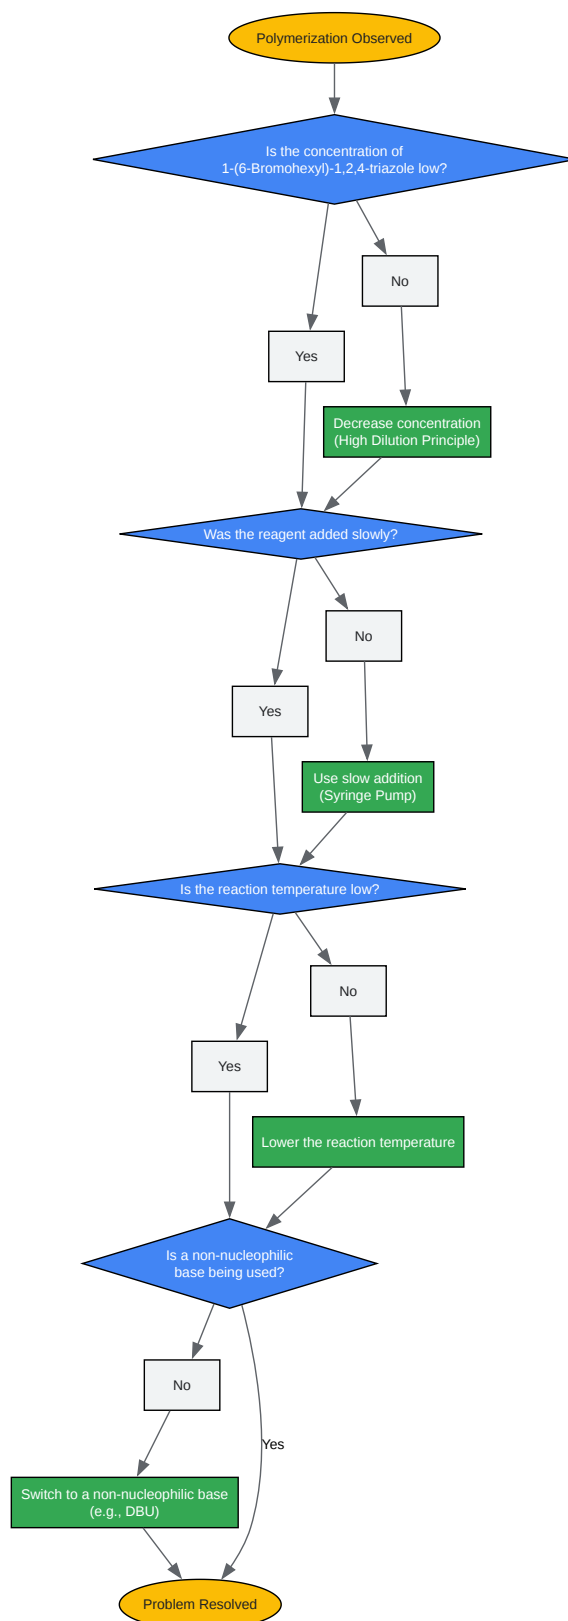 Polymerization Observed
Is the concentration of
1-(6-Bromohexyl)-1,2,4-triazole low?
No
Yes
Decrease concentration
(High Dilution Principle)
Was the reagent added slowly?
No
Yes
Use slow addition
(Syringe Pump)
Is the reaction temperature low?
No
Yes
Lower the reaction temperature
Is a non-nucleophilic
base being used?
No
Yes
Switch to a non-nucleophilic base
(e.g., DBU)
Problem Resolved